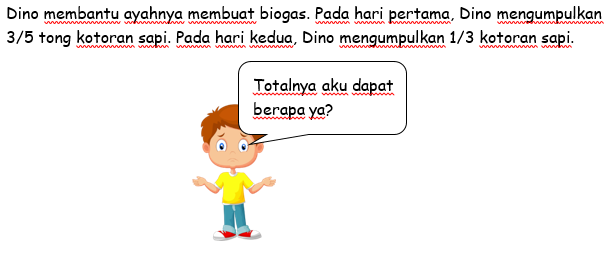 Dino membantu ayahnya membuat biogas. Pada hari pertama, Dino mengumpulkan
3/5 tong kotoran sapi. Pada hari kedua, Dino mengumpulkan 1/3 kotoran sapi.
Totalnya aku dapat
berapa ya?